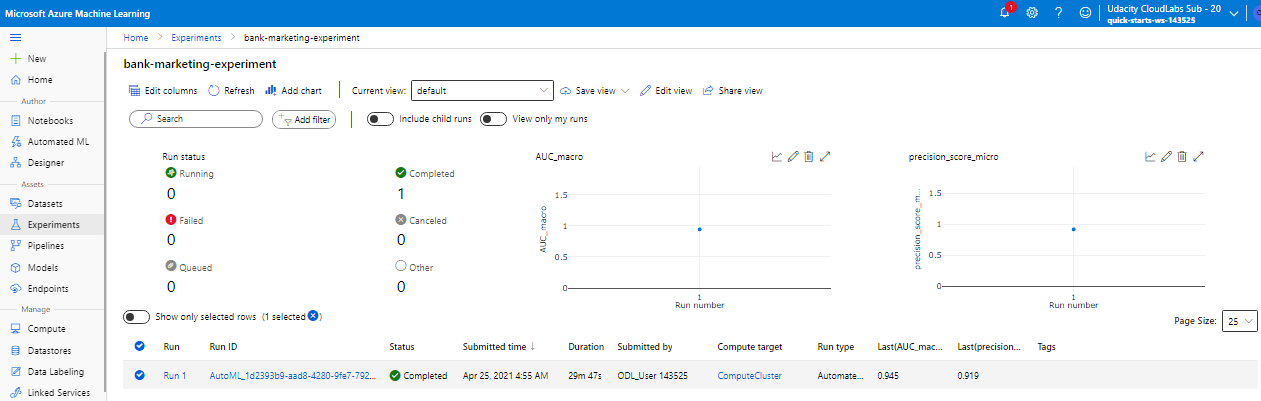 Microsoft Azure Machine Learning
1
Udacity CloudLabs Sub - 20
quick-starts-ws-143525
New
Home
Author
Notebooks
Automated ML
Designer
Assets
Datasets
Experiments
Pipelines
Models
Endpoints
Manage
Compute
Datastores
Data Labeling
Linked Services
Home > Experiments > bank-marketing-experiment
bank-marketing-experiment
Edit columns Refresh Add chart Current view: default Save view Edit view Share view
Search Add filter Include child runs View only my runs
Run status
Running
0
Completed
1
Failed
0
Canceled
0
Queued
0
Other
0
AUC_macro
AUC_macro
1.5
1
0.5
0
1
Run number
precision_score_micro
precision_score_m...
1.5
1
0.5
0
1
Run number
Show only selected rows (1 selected)
Page Size: 25
Run Run ID Status Submitted time ↓ Duration Submitted by Compute target Run type Last(AUC_mac... Last(precision... Tags
Run 1 AutoML_1d2393b9-aad8-4280-9fe7-792... Completed Apr 25, 2021 4:55 AM 29m 47s ODL_User 143525 ComputeCluster Automate... 0.945 0.919